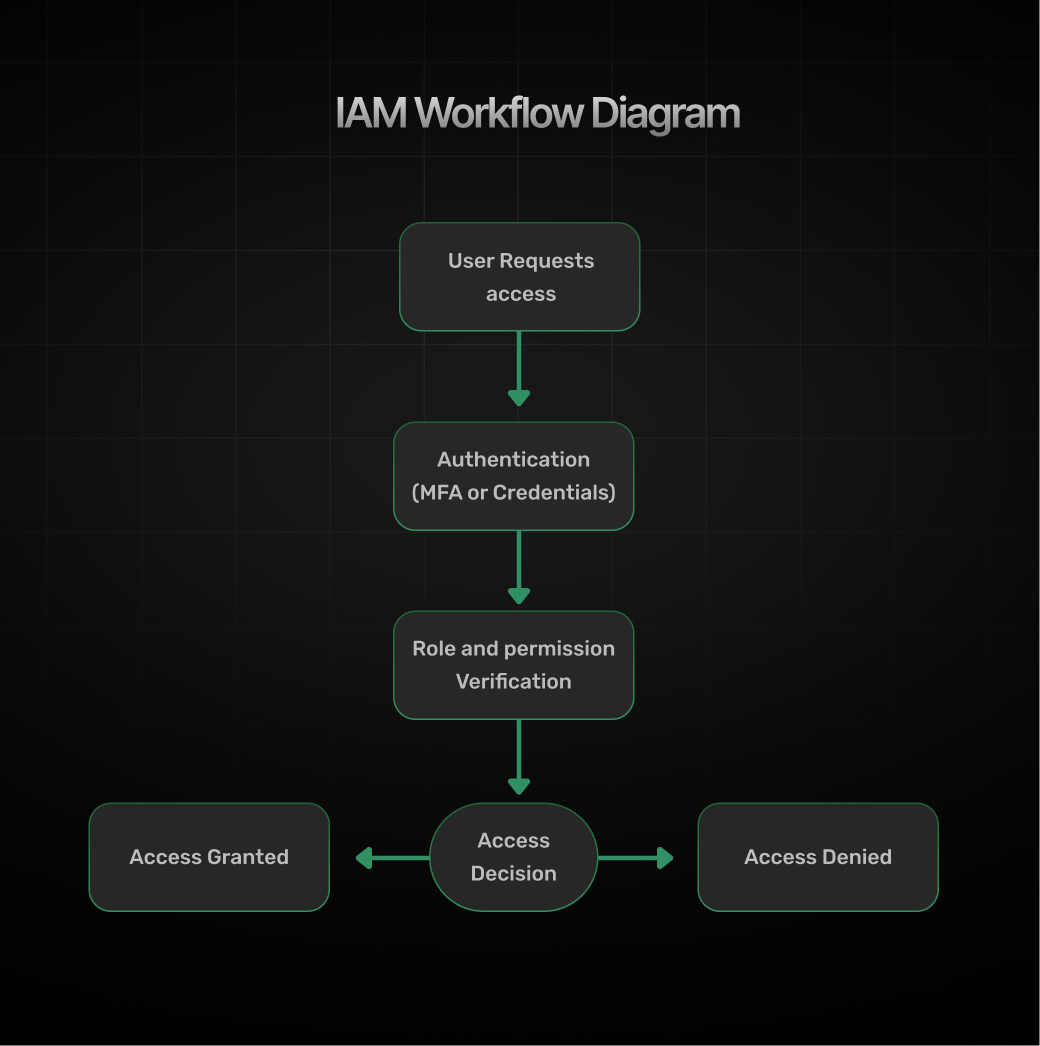 IAM Workflow Diagram
User Requests
access
Authentication
(MFA or Credentials)
Role and permission
Verification
Access Granted
Access
Decision
Access Denied